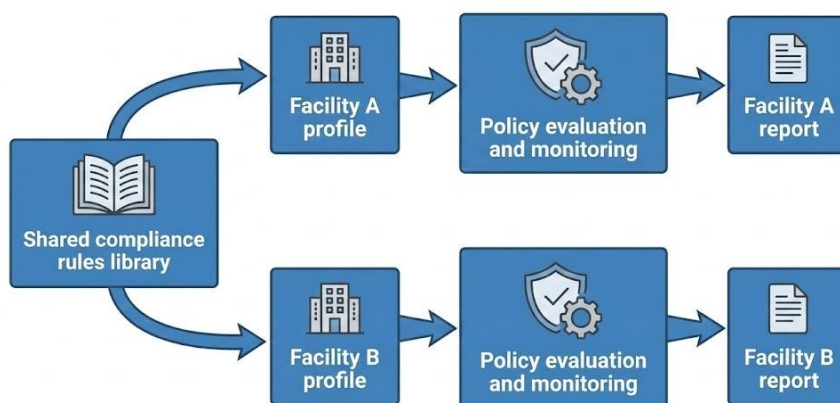 Facility A
profile
Policy evaluation
and monitoring
Facility A
report
Shared compliance
rules library
Facility B
profile
Policy evaluation
and monitoring
Facility B
report